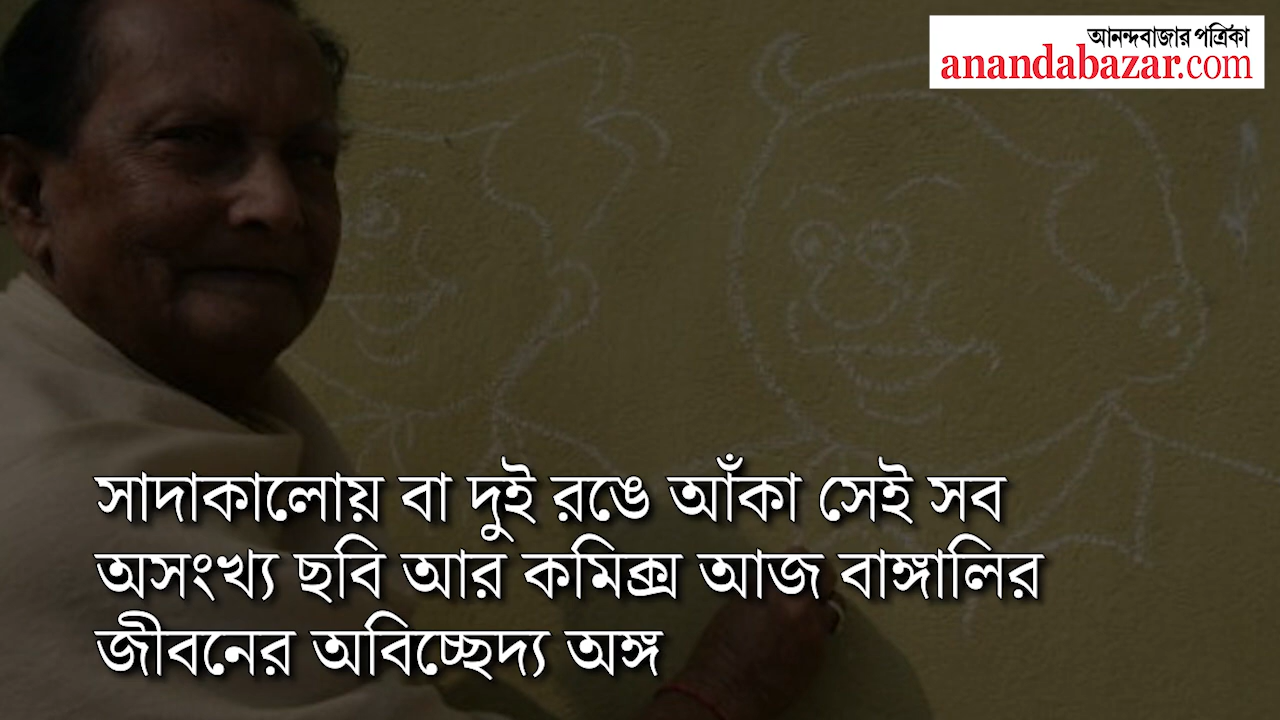 আনন্দবাজার পত্রিকা
anandabazar.com
সাদাকালোয় বা দুই রঙে আঁকা সেই সব
অসংখ্য ছবি আর কমিক্স আজ বাঙ্গালির
জীবনের অবিচ্ছেদ্য অঙ্গ